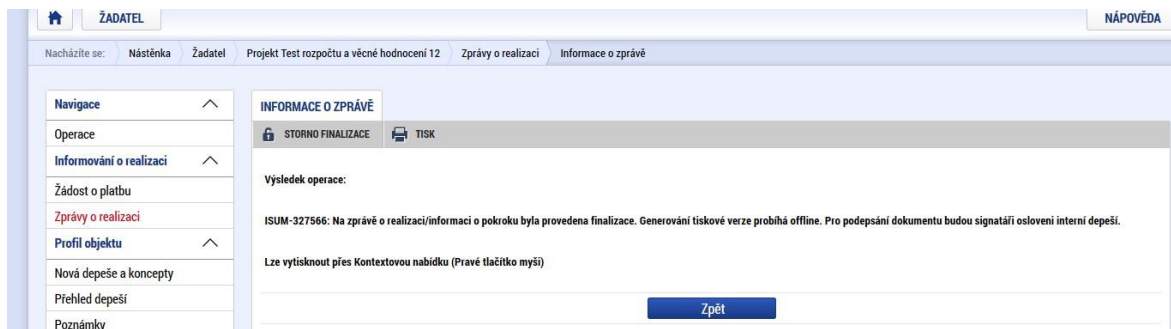 ŽADATEL
NÁPOVĚDA
Nacházíte se: Nástěnka Žadatel Projekt Test rozpočtu a věcné hodnocení 12 Zprávy o realizaci Informace o zprávě
Navigace
Operace
Informování o realizaci
Žádost o platbu
Zprávy o realizaci
Profil objektu
Nová depeše a koncepty
Přehled depeší
Poznámky
INFORMACE O ZPRÁVĚ
STORNO FINALIZACE TISK
Výsledek operace:
ISUM-327566: Na zprávě o realizaci/informaci o pokroku byla provedena finalizace. Generování tiskové verze probíhá offline. Pro podepsání dokumentu budou signatáři osloveni interní depeší.
Lze vytisknout přes Kontextovou nabídku (Pravé tlačítko myši)
Zpět